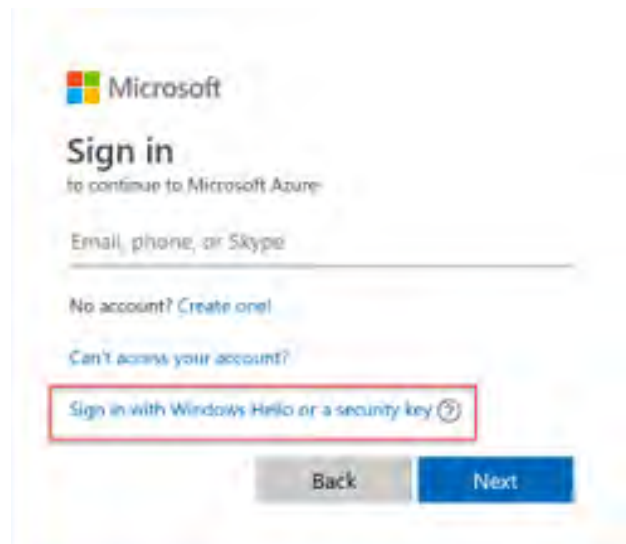 Microsoft
Sign in
to continue to Microsoft Azure
Email, phone, or Skype
No account? Create one!
Can't access your account?
Sign in with Windows Hello or a security key ?
Back Next